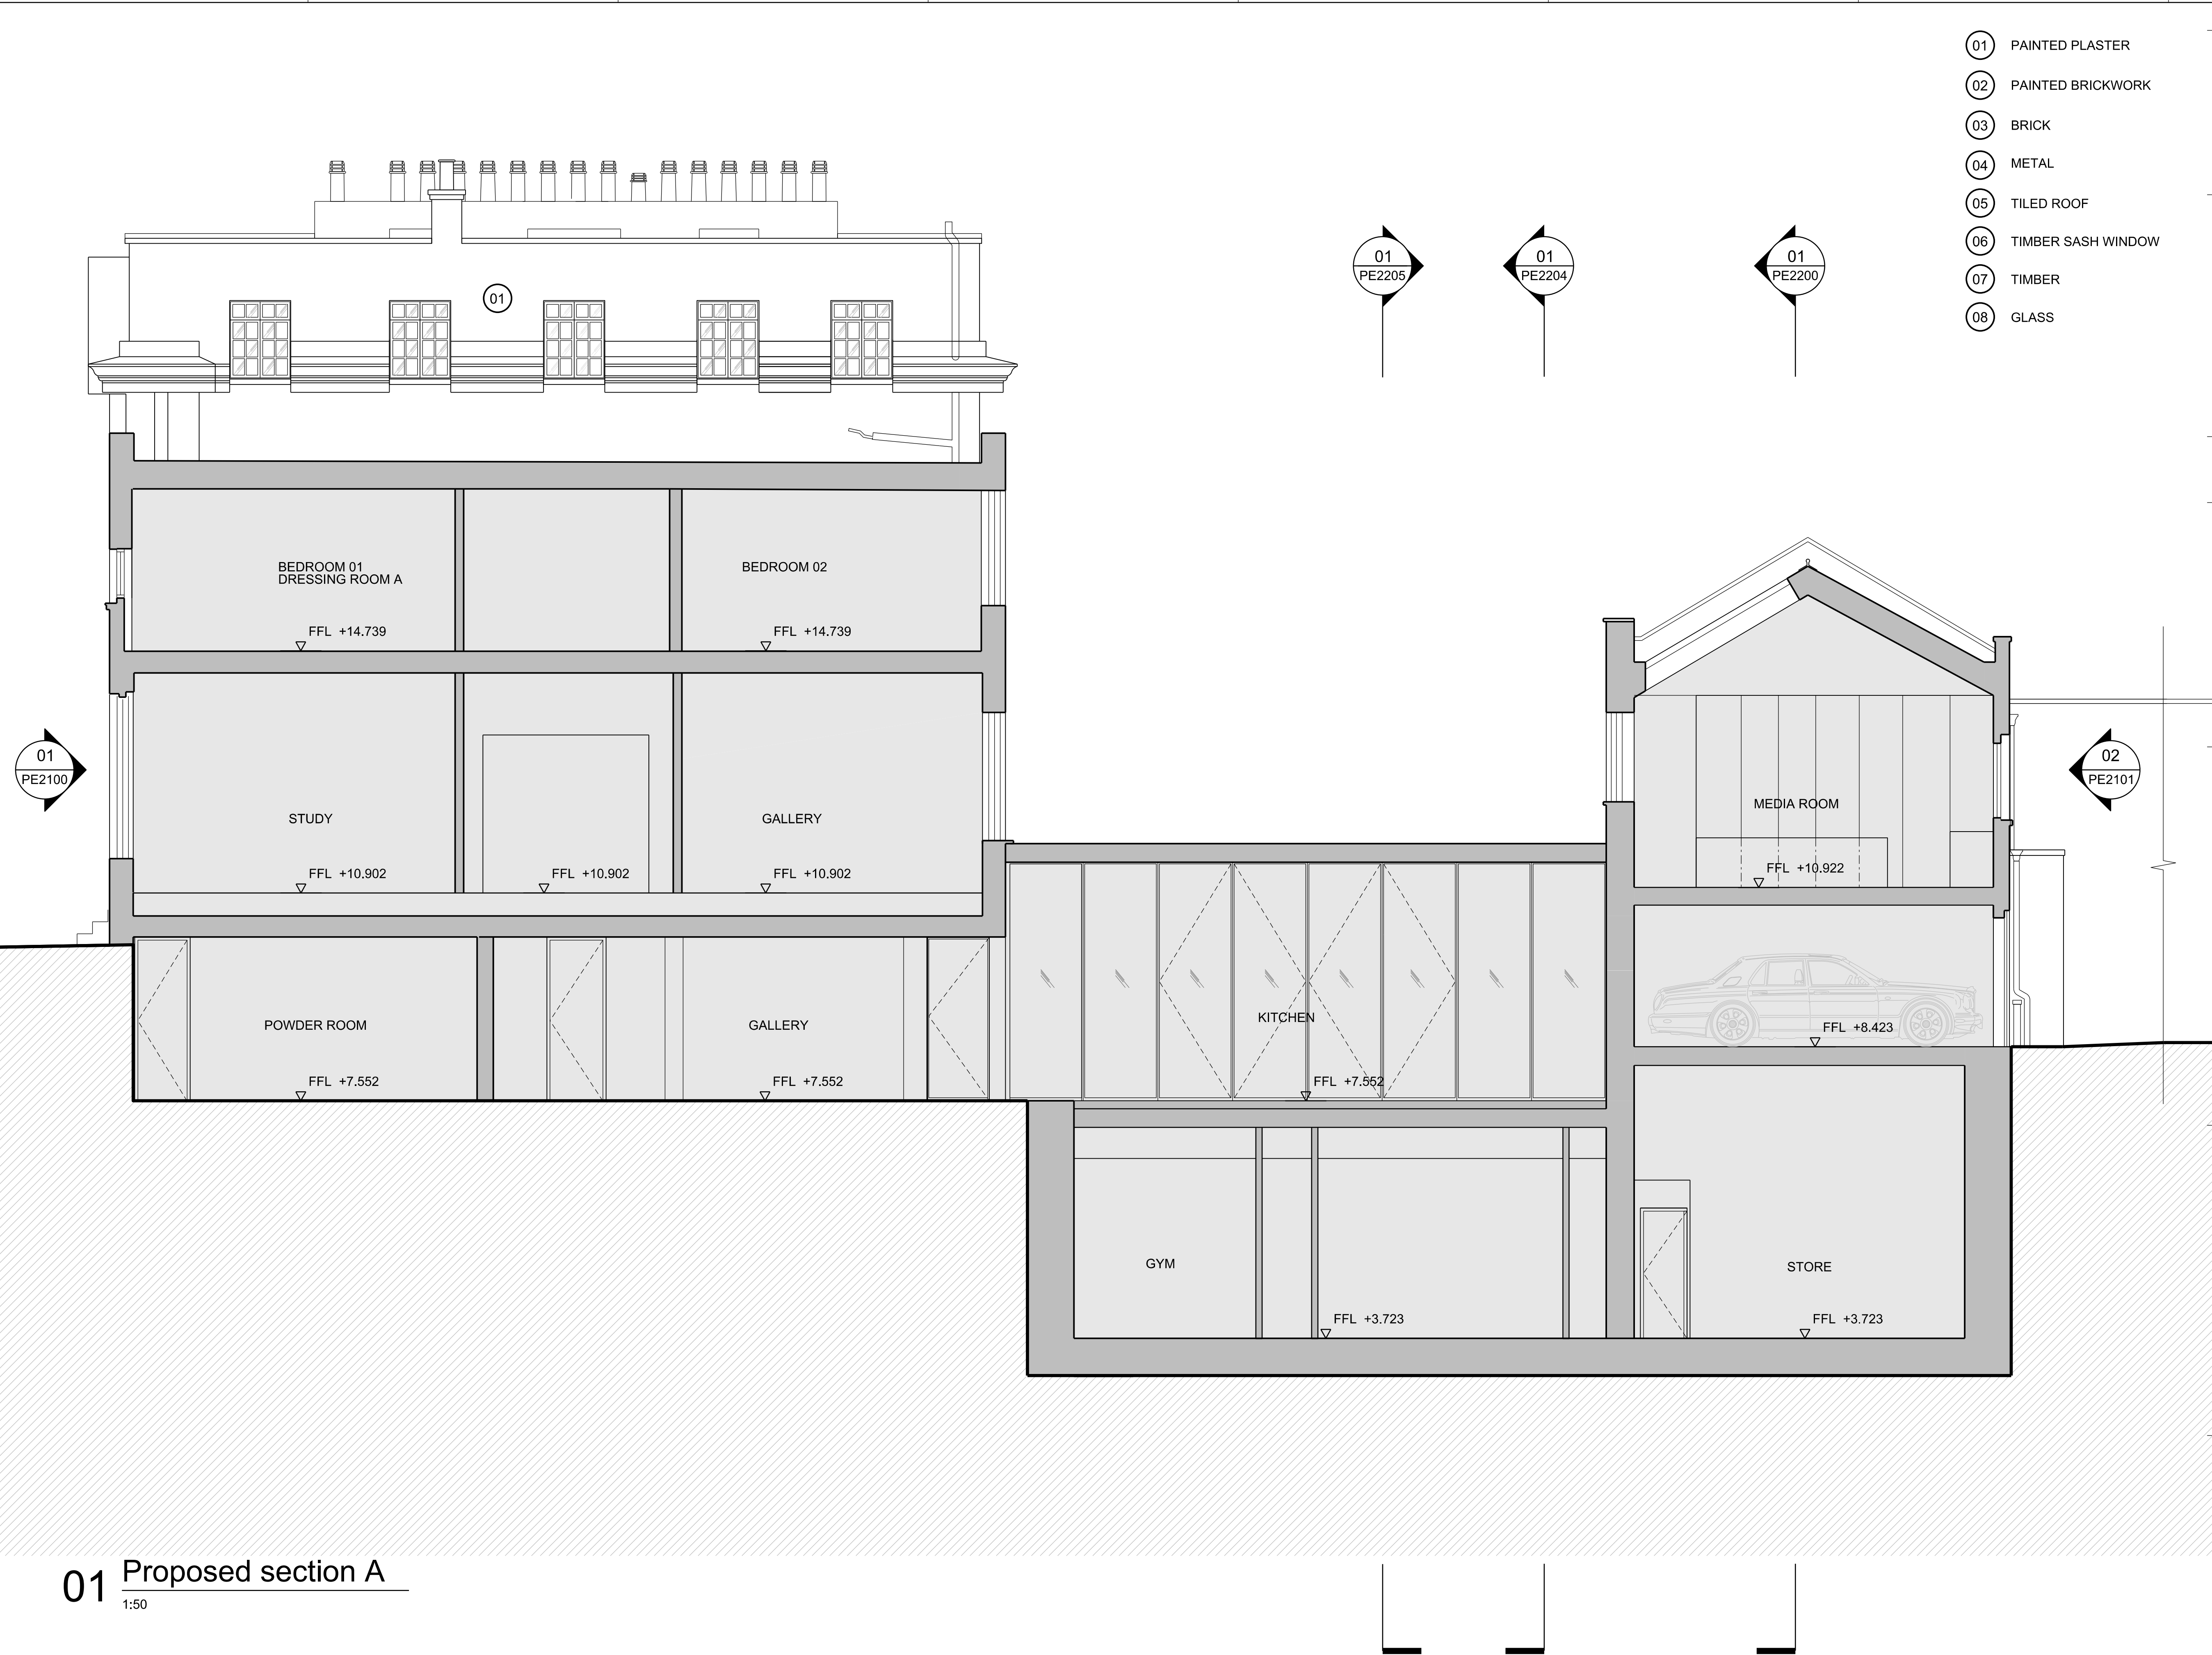 01 PAINTED PLASTER
02 PAINTED BRICKWORK
03 BRICK
04 METAL
05 TILED ROOF
06 TIMBER SASH WINDOW
07 TIMBER
08 GLASS
01
PE2205
01
PE2204
01
PE2200
01
BEDROOM 01
DRESSING ROOM A
BEDROOM 02
FFL +14.739
FFL +14.739
01
PE2100
02
PE2101
STUDY
GALLERY
MEDIA ROOM
FFL +10.902
FFL +10.902
FFL +10.902
FFL +10.922
POWDER ROOM
GALLERY
KITCHEN
FFL +8.423
FFL +7.552
FFL +7.552
FFL +7.552
GYM
STORE
FFL +3.723
FFL +3.723
01 Proposed section A
1:50